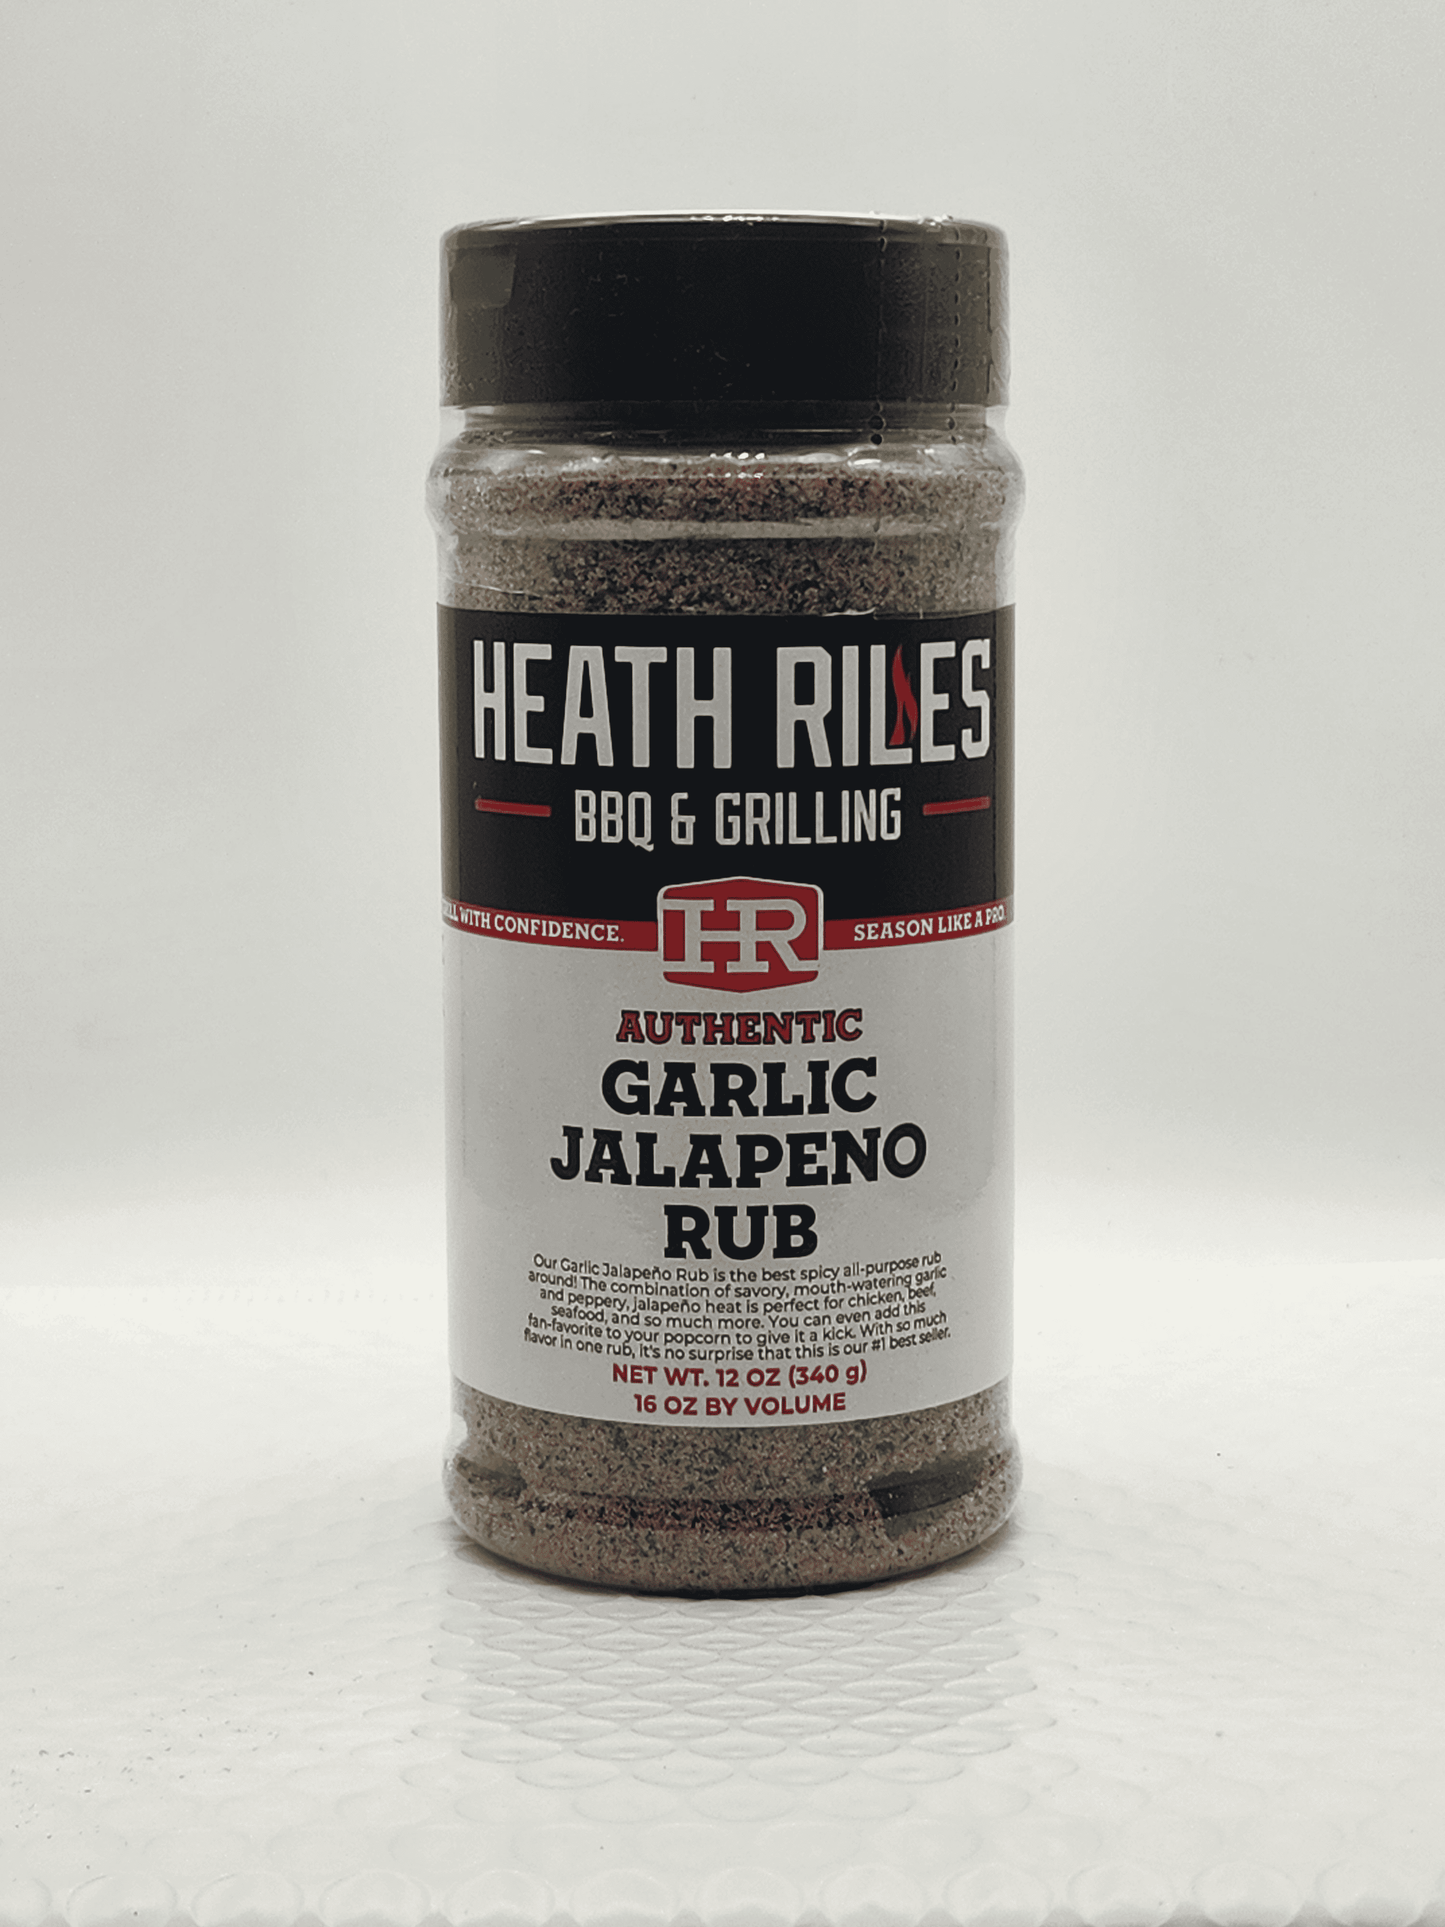 HEATH RILES
BBQ & GRILLING
WITH CONFIDENCE.
HR
SEASON LIKE A PRO.
AUTHENTIC
GARLIC
JALAPENO
RUB
Our Garlic Jalapeño Rub is the best spicy all-purpose rub
around! The combination of savory, mouth-watering garlic
and peppery, jalapeño heat is perfect for chicken, beef,
seafood, and so much more. You can even add this
fan-favorite to your popcorn to give it a kick. With so much
flavor in one rub, it's no surprise that this is our #1 best seller.
NET WT. 12 OZ (340 g)
16 OZ BY VOLUME